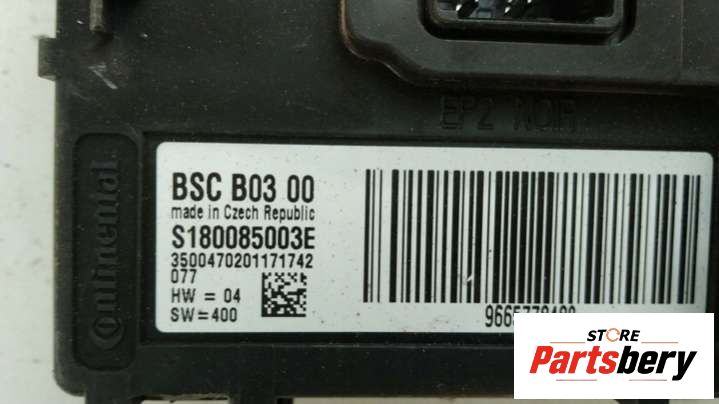 EP2 NOIR
Continental
BSC B03 00
made in Czech Republic
S180085003E
3500470201171742
077
HW = 04
SW=400
STORE
Partsbery